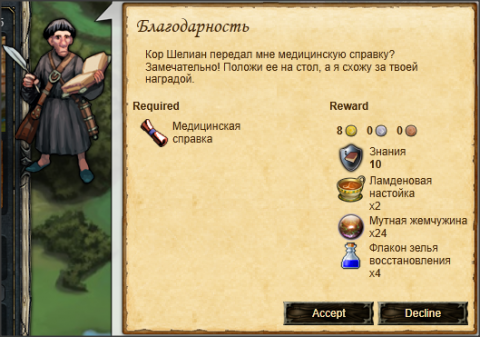 Благодарность
Кор Шелиан передал мне медицинскую справку?
Замечательно! Положи ее на стол, а я схожу за твоей
наградой.
Required
Reward
Медицинская
справка
8 0 0
Знания
10
Ламденовая
настойка
x2
Мутная жемчужина
x24
Флакон зелья
восстановления
x4
Accept
Decline